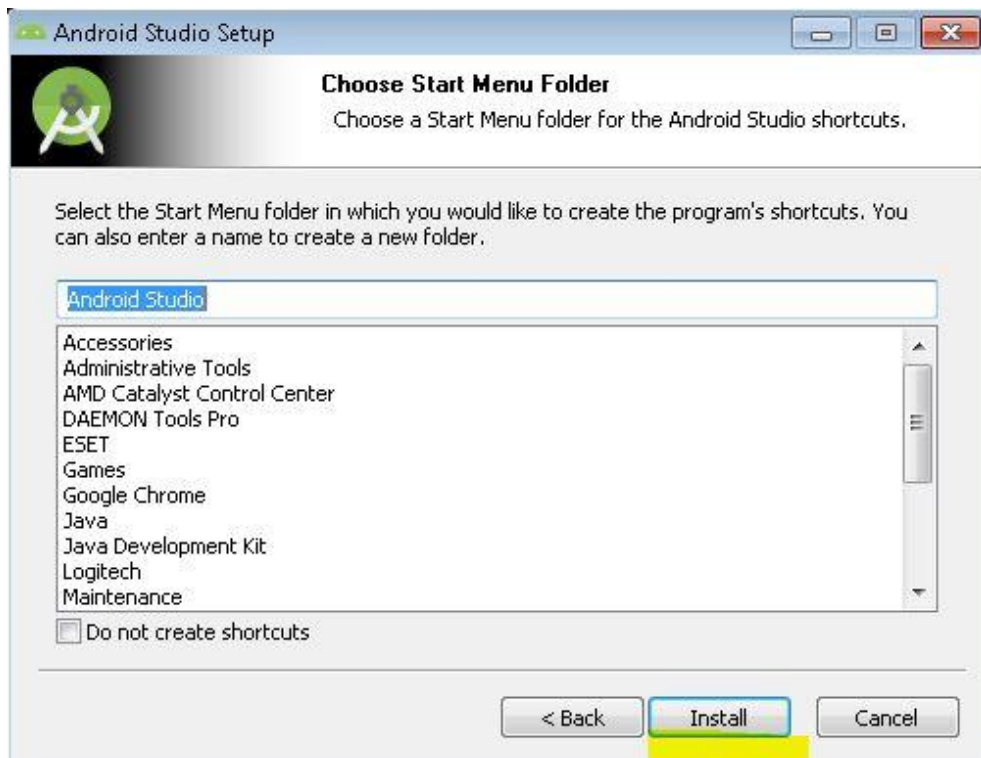 Android Studio Setup
Choose Start Menu Folder
Choose a Start Menu folder for the Android Studio shortcuts.
Select the Start Menu folder in which you would like to create the program's shortcuts. You
can also enter a name to create a new folder.
Android Studio
Accessories
Administrative Tools
AMD Catalyst Control Center
DAEMON Tools Pro
ESET
Games
Google Chrome
Java
Java Development Kit
Logitech
Maintenance
Do not create shortcuts
< Back Install Cancel